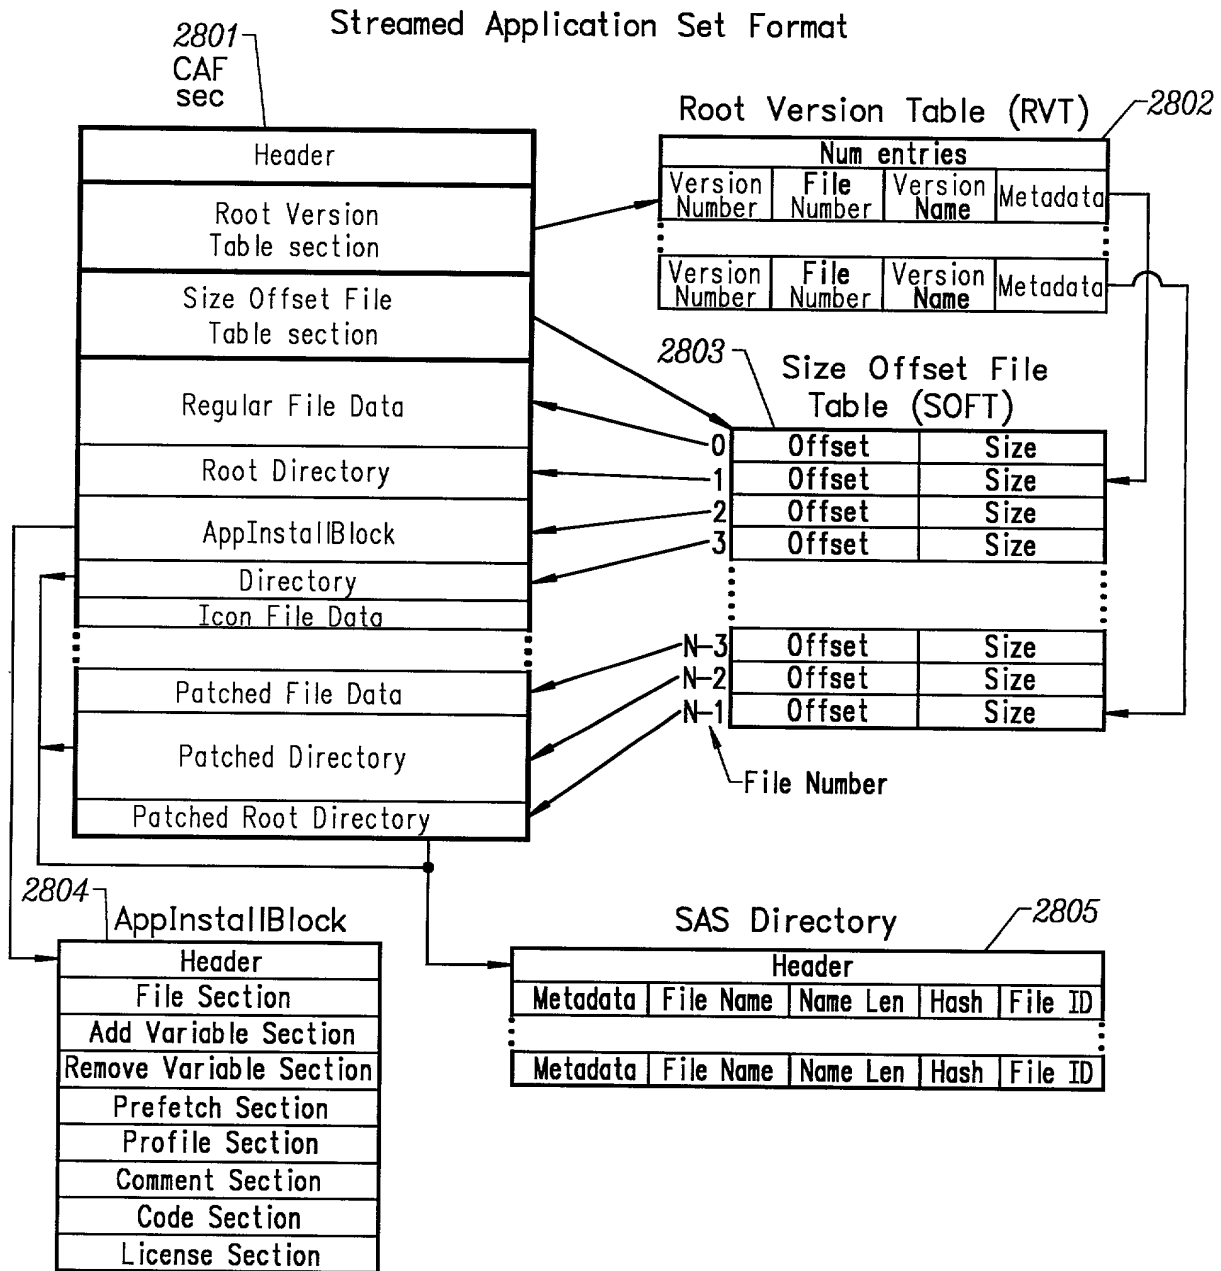 Streamed Application Set Format
2801
CAF
sec
Header
Root Version
Table section
Size Offset File
Table section
Regular File Data
Root Directory
AppInstallBlock
Directory
Icon File Data
Patched File Data
Patched Directory
Patched Root Directory
Root Version Table (RVT)
2802
Num entries
Version Number File Number Version Name Metadata
Version Number File Number Version Name Metadata
2803
Size Offset File
Table (SOFT)
0 Offset Size
1 Offset Size
2 Offset Size
3 Offset Size
N-3 Offset Size
N-2 Offset Size
N-1 Offset Size
File Number
2804
AppInstallBlock
Header
File Section
Add Variable Section
Remove Variable Section
Prefetch Section
Profile Section
Comment Section
Code Section
License Section
SAS Directory
2805
Header
Metadata File Name Name Len Hash File ID
Metadata File Name Name Len Hash File ID